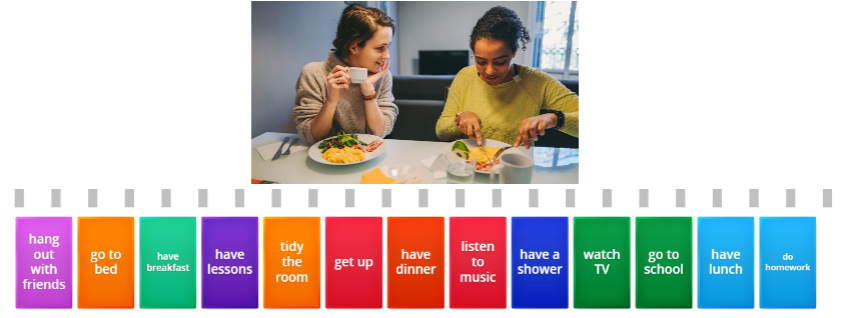 hang
out
with
friends
go to
bed
have
breakfast
have
lessons
tidy
the
room
get up
have
dinner
listen
to
music
have a
shower
watch
TV
go to
school
have
lunch
do
homework